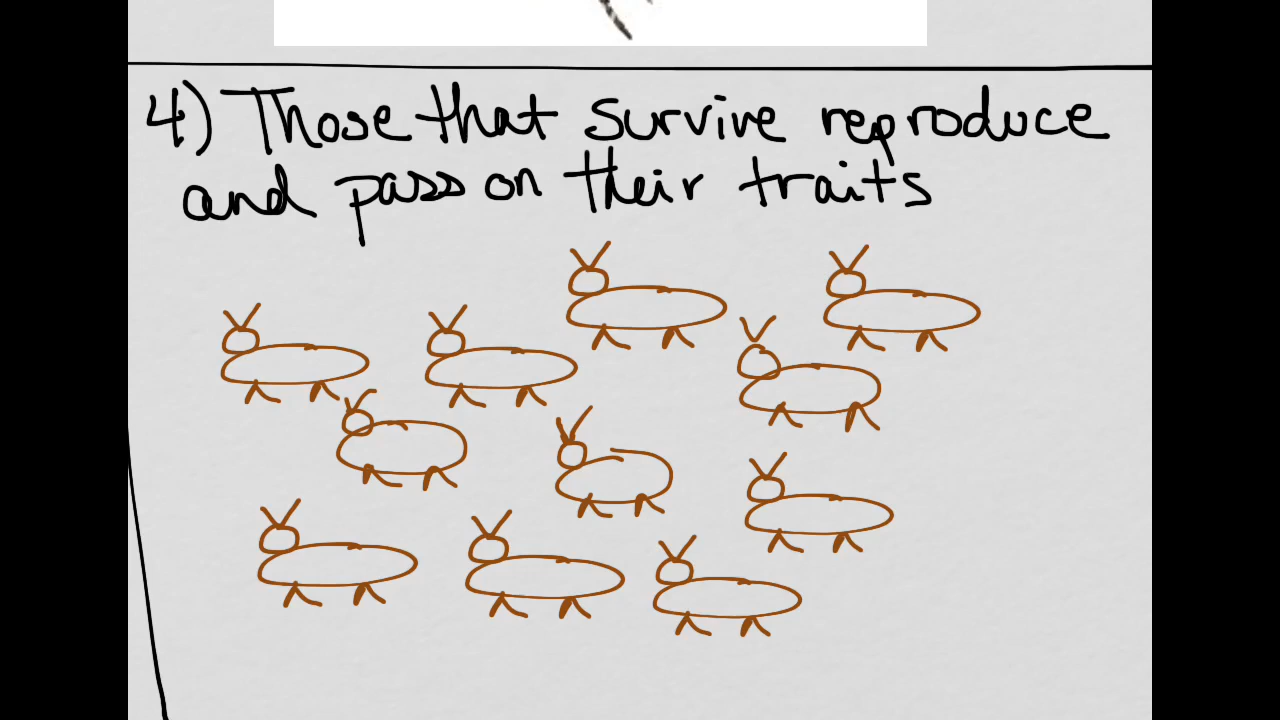 4) Those that survive reproduce
and pass on their traits